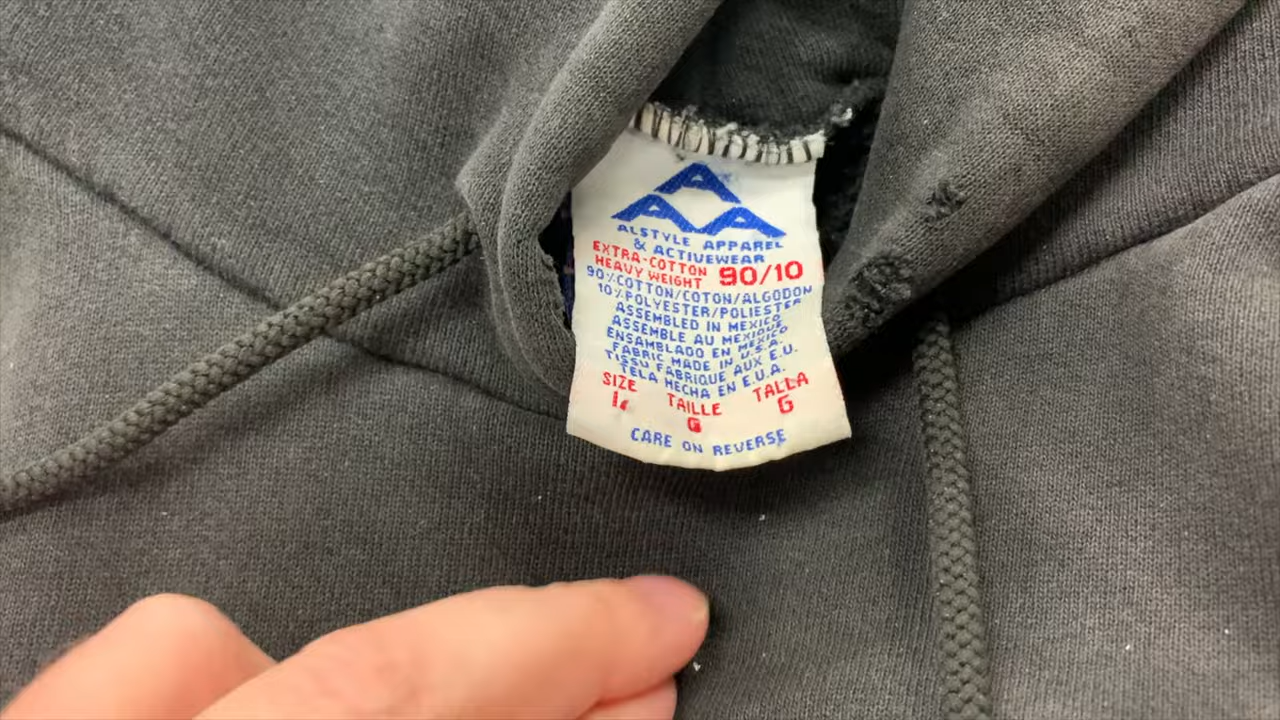 A
A A
ALSTYLE APPAREL
& ACTIVEWEAR
EXTRA-COTTON
HEAVY WEIGHT 90/10
90%COTTON/COTON/ALGODON
10%POLYESTER/POLIESTER
ASSEMBLED IN MEXICO
ASSEMBLE AU MEXIQUE
ENSAMBLADO EN MEXICO
FABRIC MADE IN U.S.A.
TISSU FABRIQUE AUX E.U.
TELA HECHA EN E.U.A.
SIZE TAILLE TALLA
G G
CARE ON REVERSE